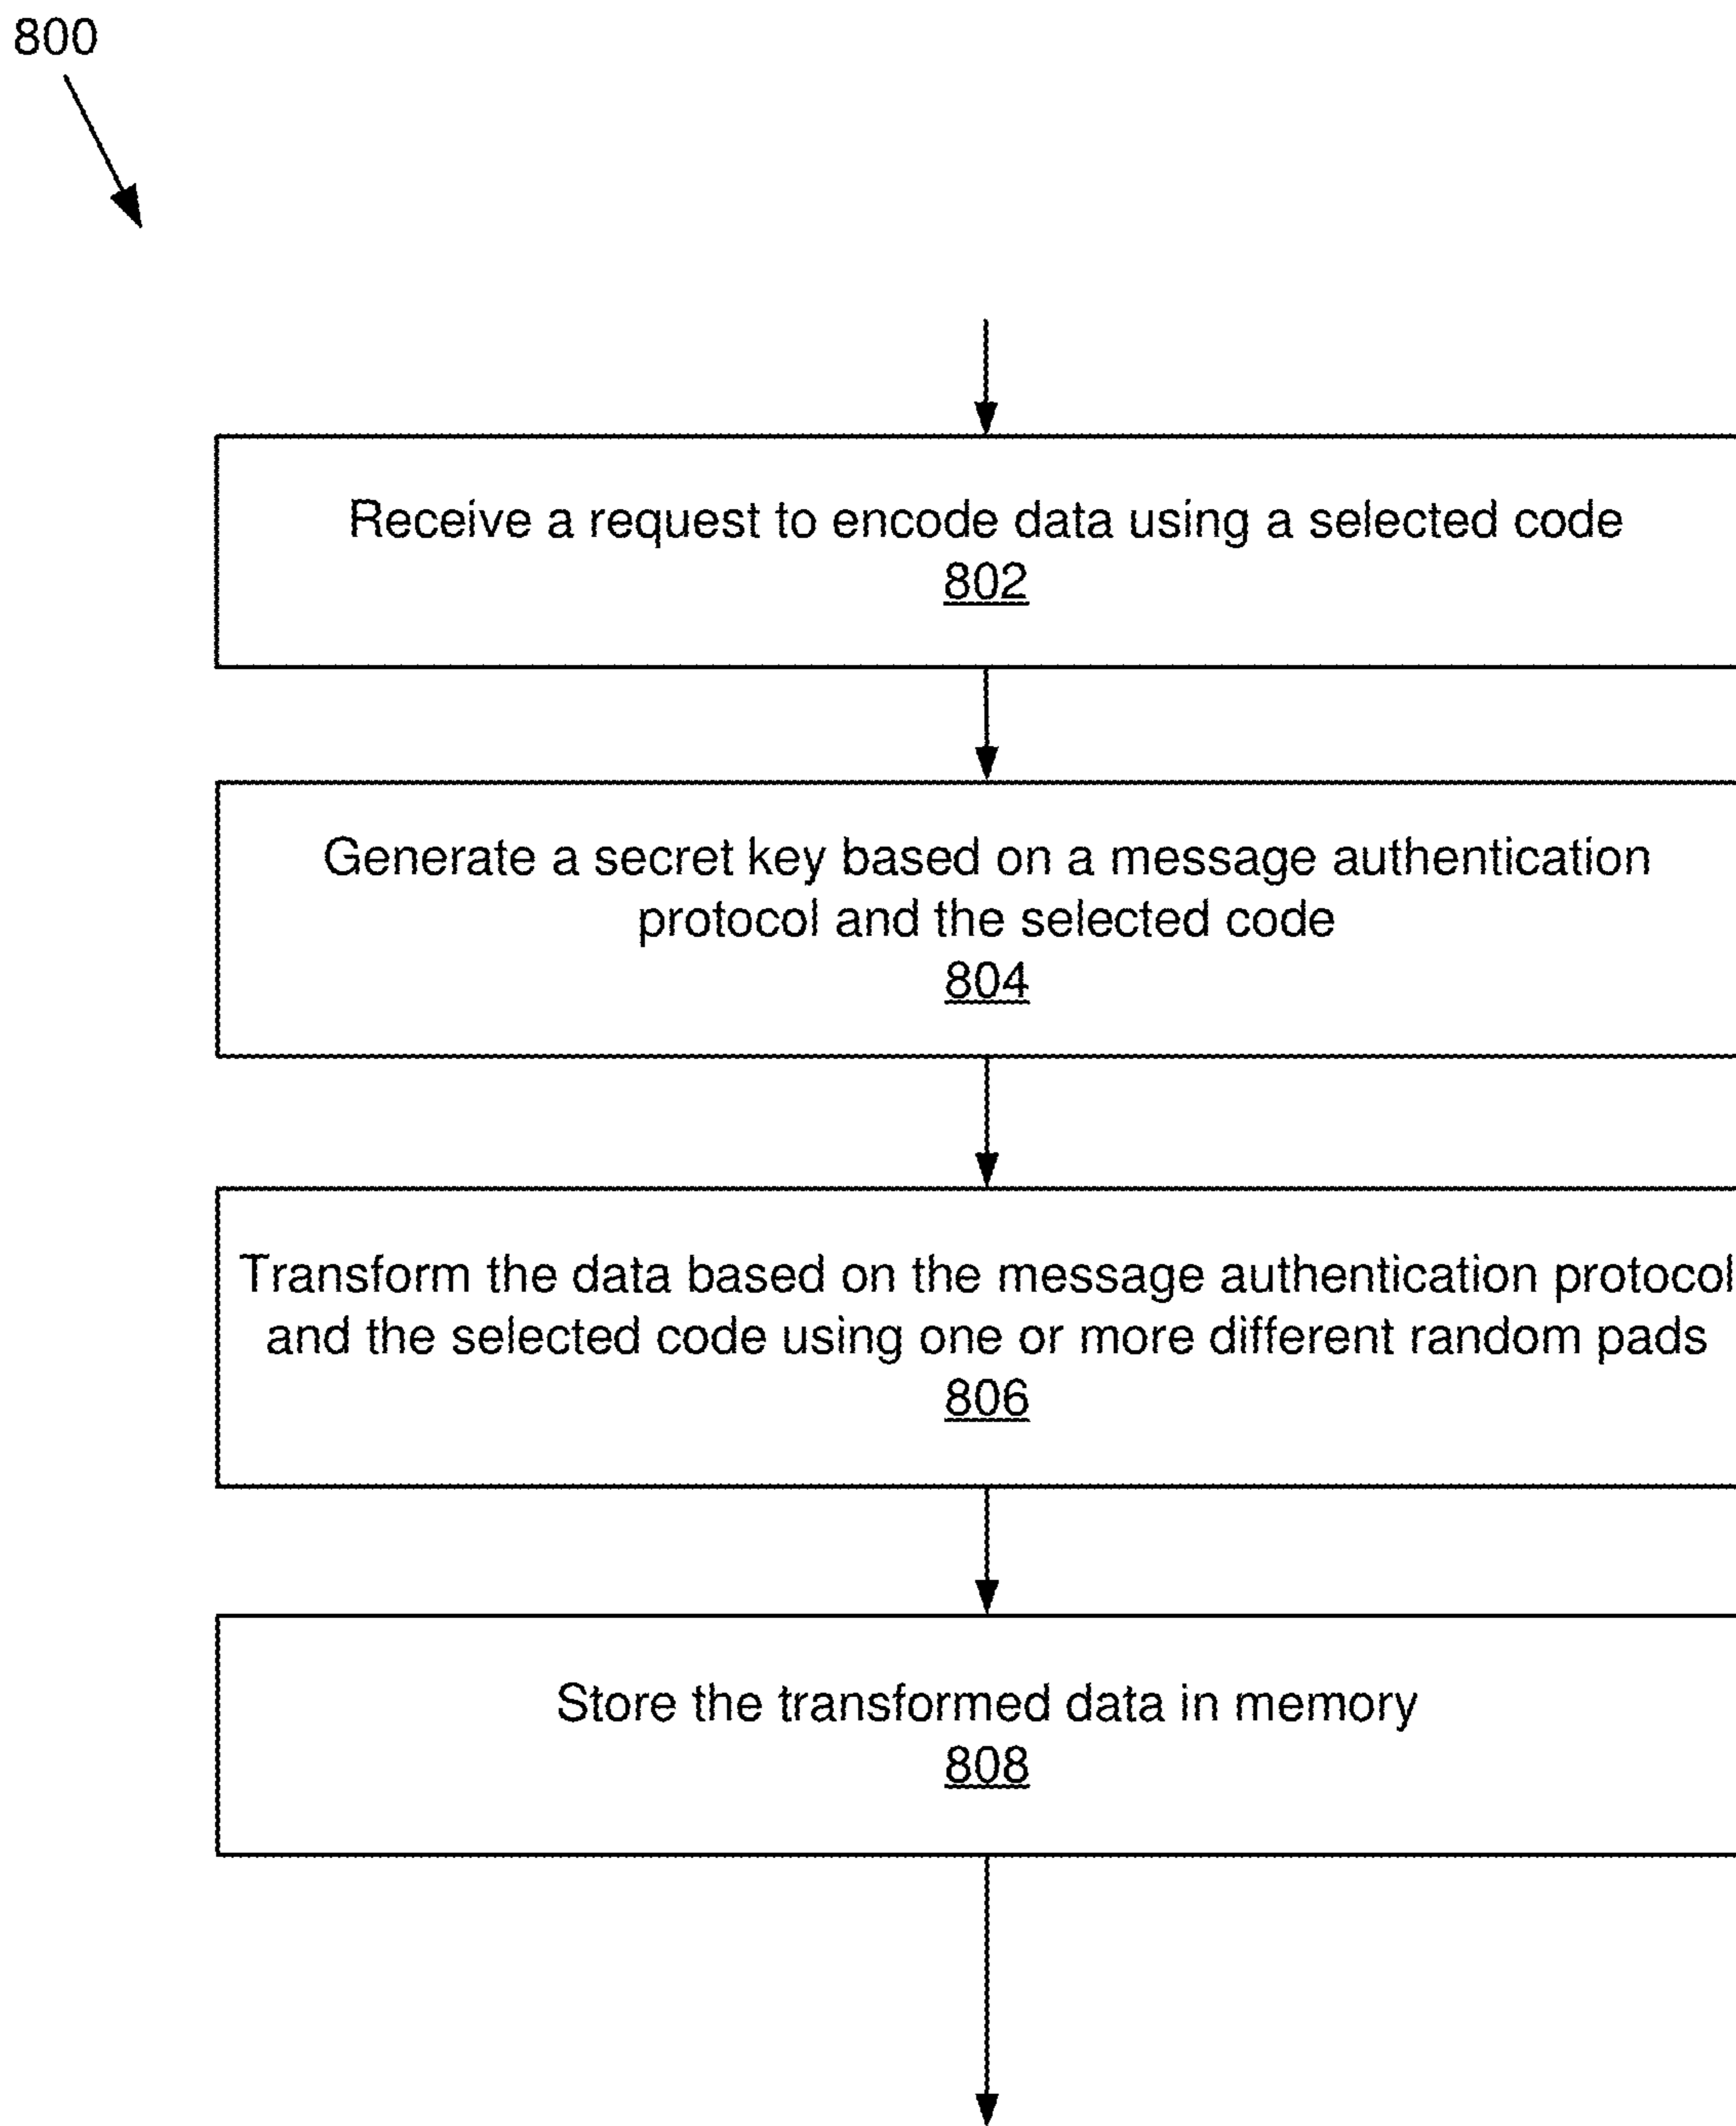 800
Receive a request to encode data using a selected code
802
Generate a secret key based on a message authentication
protocol and the selected code
804
Transform the data based on the message authentication protocol
and the selected code using one or more different random pads
806
Store the transformed data in memory
808